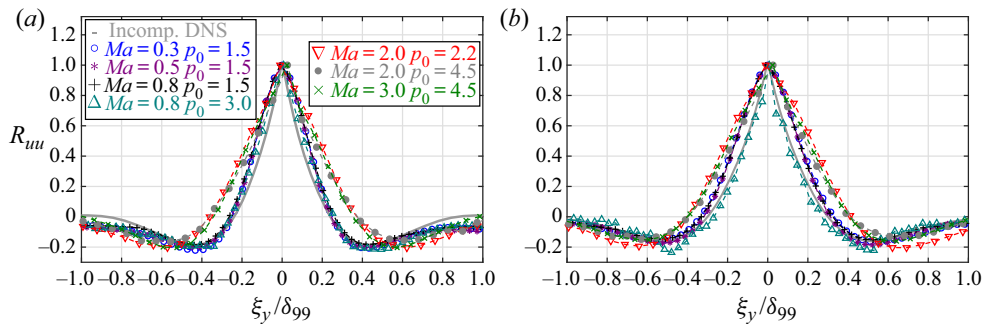 (a)
1.2
1.0
0.8
0.6
0.4
0.2
0
−0.2
R_uu
- Incomp. DNS
○ Ma = 0.3 p₀ = 1.5
* Ma = 0.5 p₀ = 1.5
+ Ma = 0.8 p₀ = 1.5
△ Ma = 0.8 p₀ = 3.0
▽ Ma = 2.0 p₀ = 2.2
● Ma = 2.0 p₀ = 4.5
× Ma = 3.0 p₀ = 4.5
−1.0 −0.8 −0.6 −0.4 −0.2 0 0.2 0.4 0.6 0.8 1.0
ξ_y/δ₉₉
(b)
1.2
1.0
0.8
0.6
0.4
0.2
0
−0.2
−1.0 −0.8 −0.6 −0.4 −0.2 0 0.2 0.4 0.6 0.8 1.0
ξ_y/δ₉₉